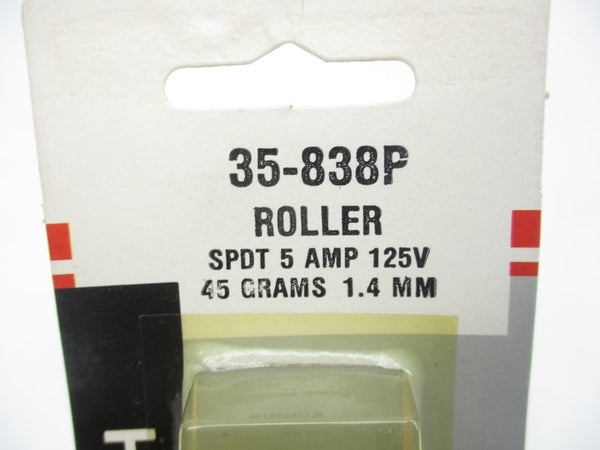 35-838P
ROLLER
SPDT 5 AMP 125V
45 GRAMS 1.4 MM